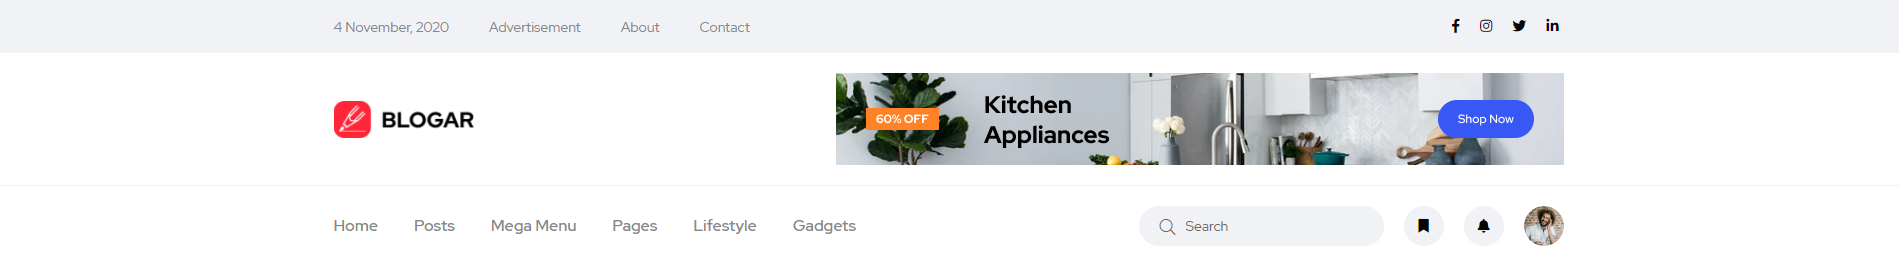 4 November, 2020 Advertisement About Contact
BLOGAR
60% OFF
Kitchen
Appliances
Shop Now
Home Posts Mega Menu Pages Lifestyle Gadgets
Search